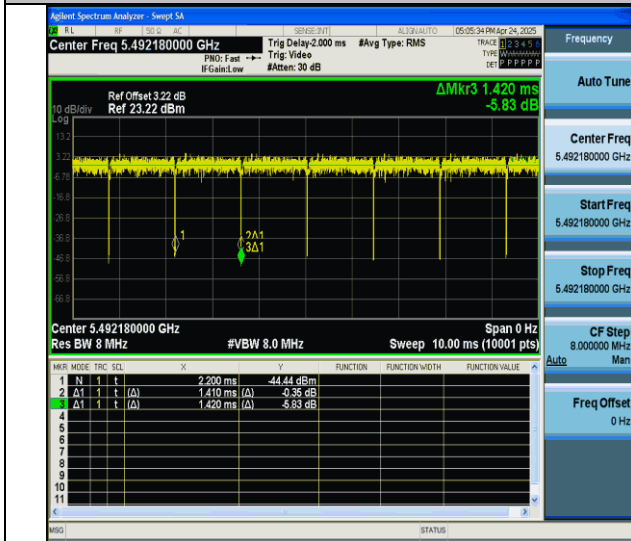 Agilent Spectrum Analyzer - Swept SA
RL RF 50 Ω AC SENSE:INT ALIGNAUTO 05:05:34 PM Apr 24, 2025
Center Freq 5.492180000 GHz
PNO: Fast
IFGain:Low
Trig Delay-2.000 ms
Trig: Video
#Atten: 30 dB
#Avg Type: RMS
TRACE 1 2 3 4 5 6
TYPE
DET P P P P P P
Ref Offset 3.22 dB
Ref 23.22 dBm
ΔMkr3 1.420 ms
-5.83 dB
10 dB/div
Log
13.2
3.22
-6.78
-16.8
-26.8
-36.8
-46.8
-56.8
-66.8
1
2Δ1
3Δ1
Center 5.492180000 GHz
Span 0 Hz
Res BW 8 MHz
#VBW 8.0 MHz
Sweep 10.00 ms (10001 pts)
MKR MODE TRC SCL X Y FUNCTION FUNCTION WIDTH FUNCTION VALUE
1 N 1 t 2.200 ms -44.44 dBm
2 Δ1 1 t (Δ) 1.410 ms (Δ) -0.35 dB
3 Δ1 1 t (Δ) 1.420 ms (Δ) -5.83 dB
4
5
6
7
8
9
10
11
MSG
STATUS
Frequency
Auto Tune
Center Freq
5.492180000 GHz
Start Freq
5.492180000 GHz
Stop Freq
5.492180000 GHz
CF Step
8.000000 MHz
Auto Man
Freq Offset
0 Hz